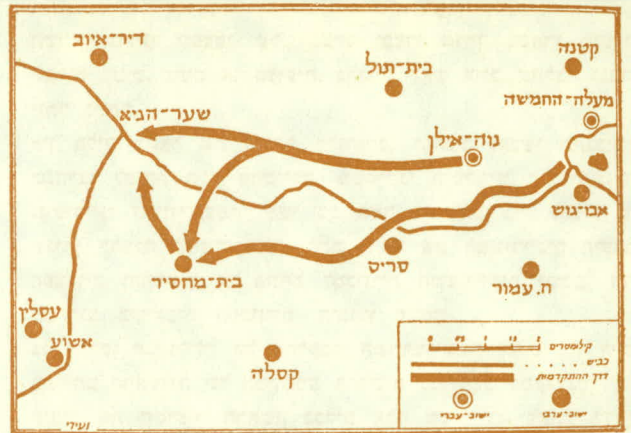 דיר-איוב
בית-תול
קטנה
מעלה-החמשה
שער-הגיא
נוה-אילן
אבו-גוש
סריס
בית-מחסיר
ח. עמור
עסלין
אשוע
קסלה
קילומטרים
כביש
דרך ההתקדמות
ישוב-עברי
ישוב-ערבי